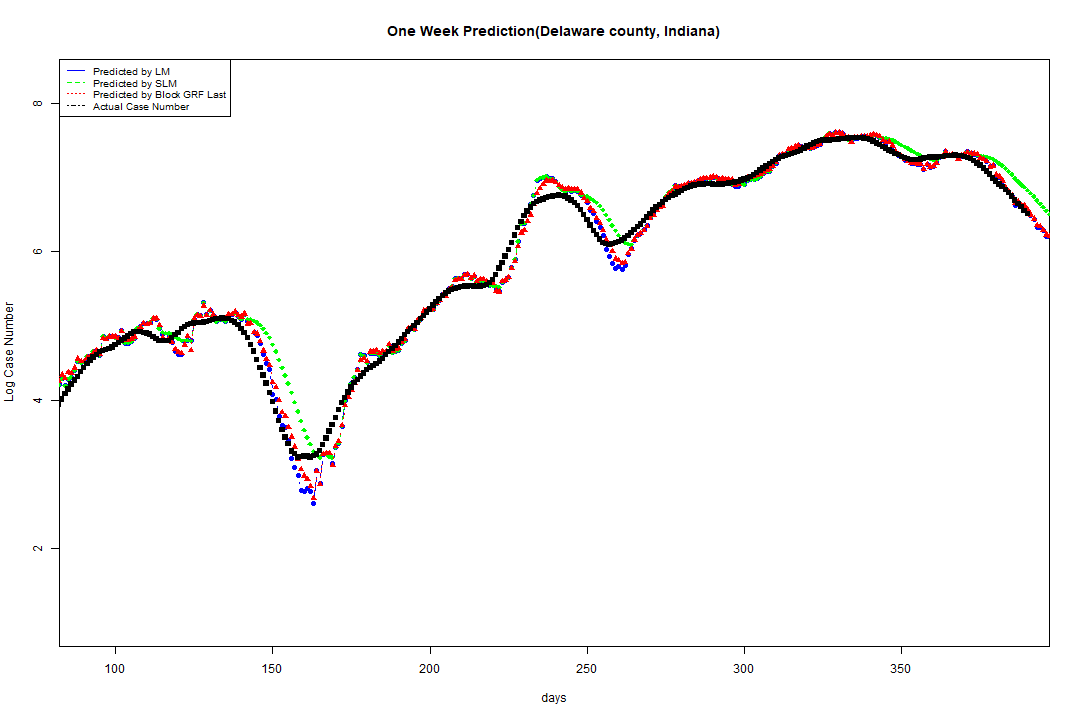 One Week Prediction(Delaware county, Indiana)
Predicted by LM
Predicted by SLM
Predicted by Block GRF Last
Actual Case Number
8
6
4
2
Log Case Number
100 150 200 250 300 350
days